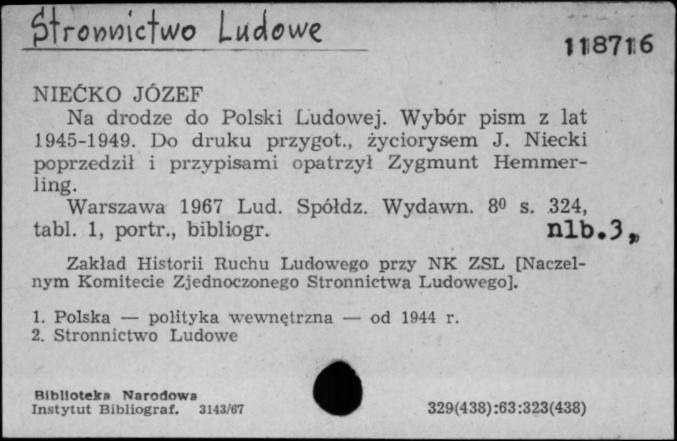 Stronnictwo Ludowe
118716
NIEĆKO JÓZEF
Na drodze do Polski Ludowej. Wybór pism z lat
1945-1949. Do druku przygot., życiorysem J. Niecki
poprzedził i przypisami opatrzył Zygmunt Hemmer-
ling.
Warszawa 1967 Lud. Spółdz. Wydawn. 8⁰ s. 324,
tabl. 1, portr., bibliogr. nlb.3,,
Zakład Historii Ruchu Ludowego przy NK ZSL [Naczel-
nym Komitecie Zjednoczonego Stronnictwa Ludowego].
1. Polska — polityka wewnętrzna — od 1944 r.
2. Stronnictwo Ludowe
Biblioteka Narodowa
Instytut Bibliograf. 3143/67
329(438):63:323(438)